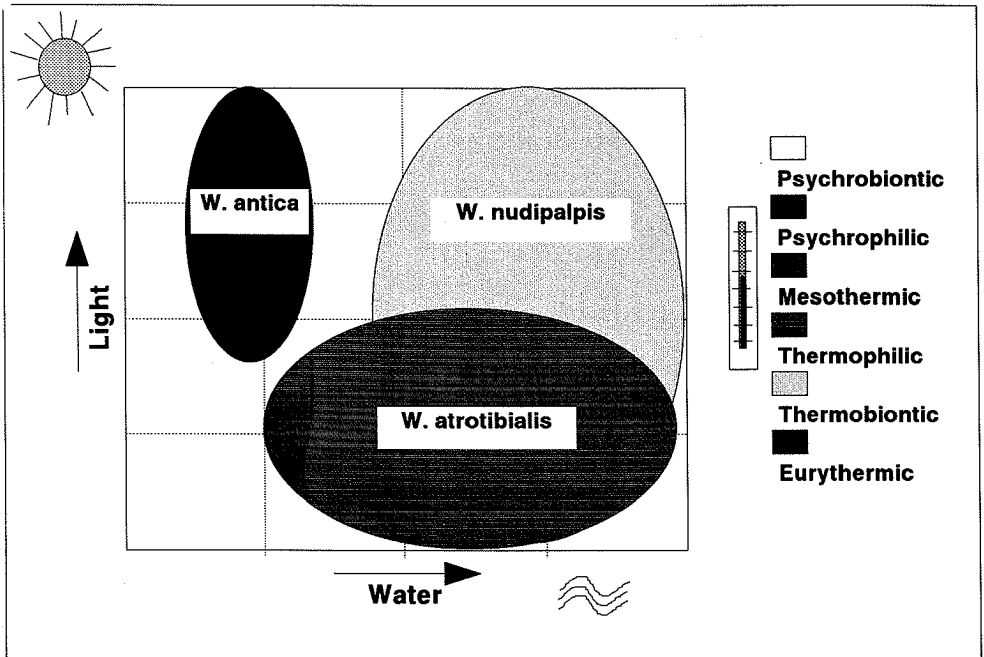 W. antica
W. nudipalpis
W. atrotibialis
Light
Water
Psychrobiontic
Psychrophilic
Mesothermic
Thermophilic
Thermobiontic
Eurythermic